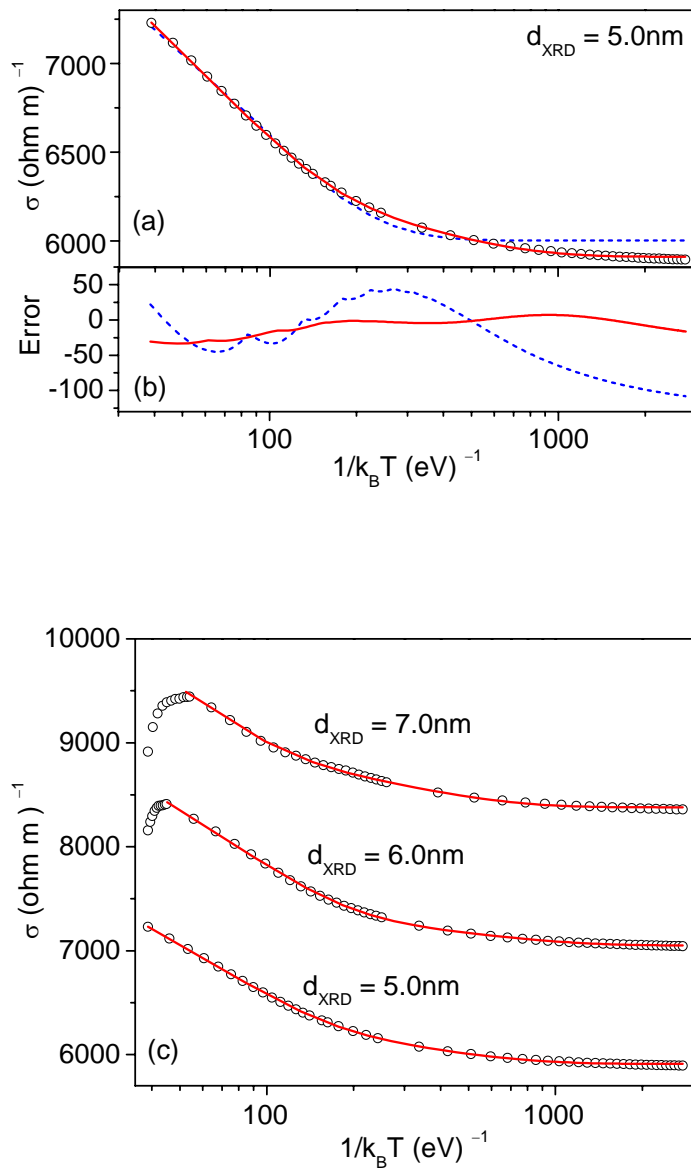 d_XRD = 5.0nm
7000
6500
6000
σ (ohm m) ⁻¹
(a)
50
0
-50
-100
Error
(b)
100
1000
1/k_BT (eV) ⁻¹
10000
9000
8000
7000
6000
σ (ohm m) ⁻¹
d_XRD = 7.0nm
d_XRD = 6.0nm
d_XRD = 5.0nm
(c)
100
1000
1/k_BT (eV) ⁻¹